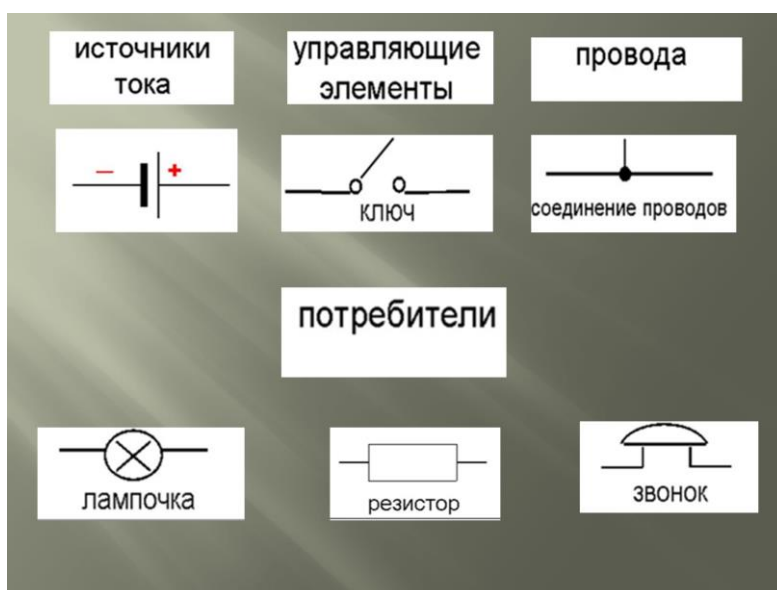 источники
тока
управляющие
элементы
провода
− +
ключ
соединение проводов
потребители
лампочка
резистор
звонок